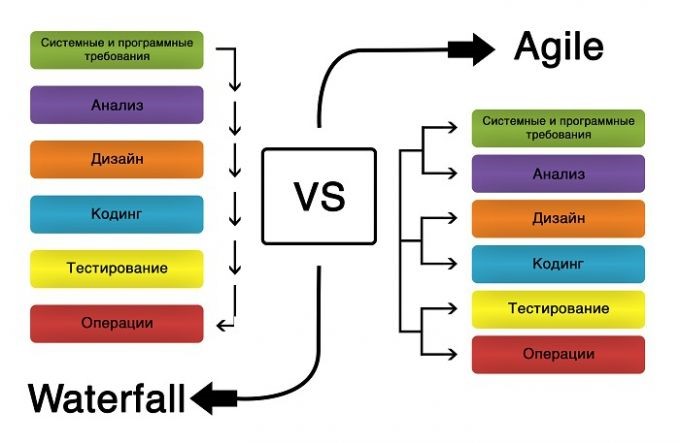 Системные и программные
требования
Анализ
Дизайн
Кодинг
Тестирование
Операции
Waterfall
VS
Agile
Системные и программные
требования
Анализ
Дизайн
Кодинг
Тестирование
Операции